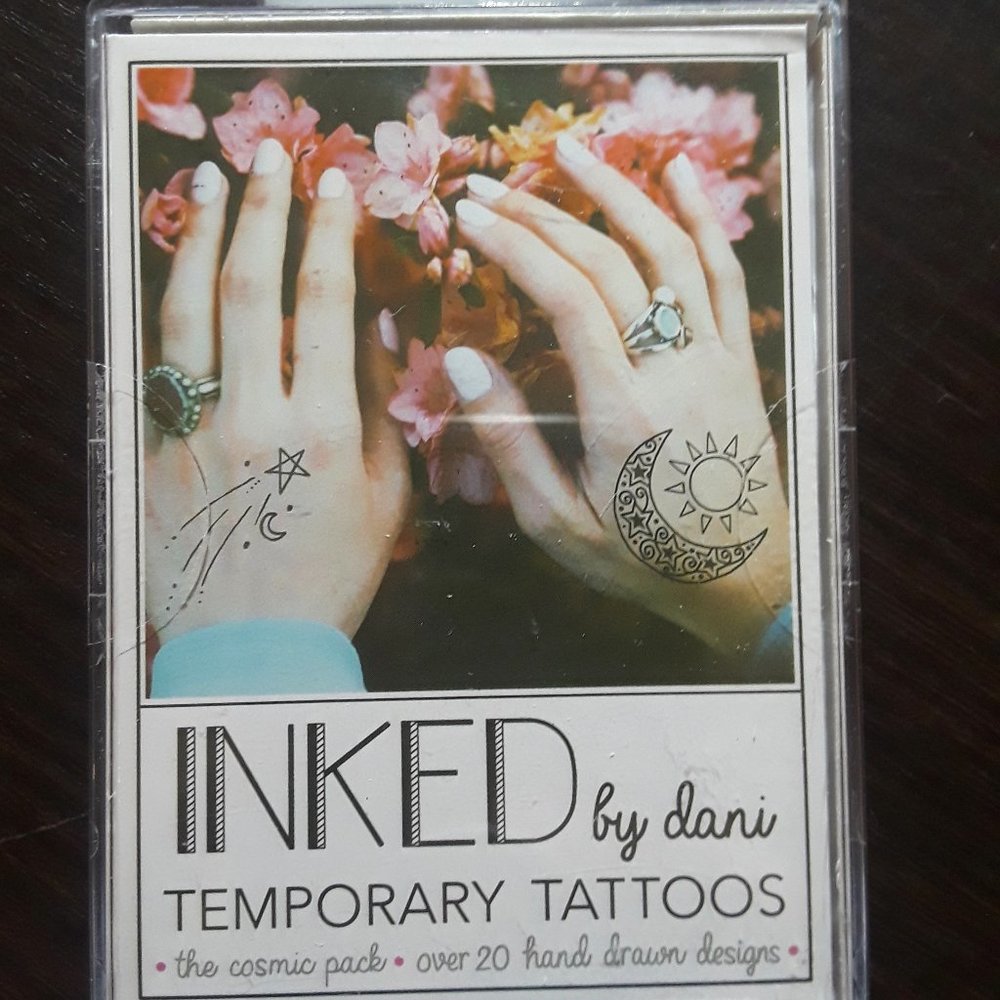 INKED by dani
TEMPORARY TATTOOS
• the cosmic pack • over 20 hand drawn designs •